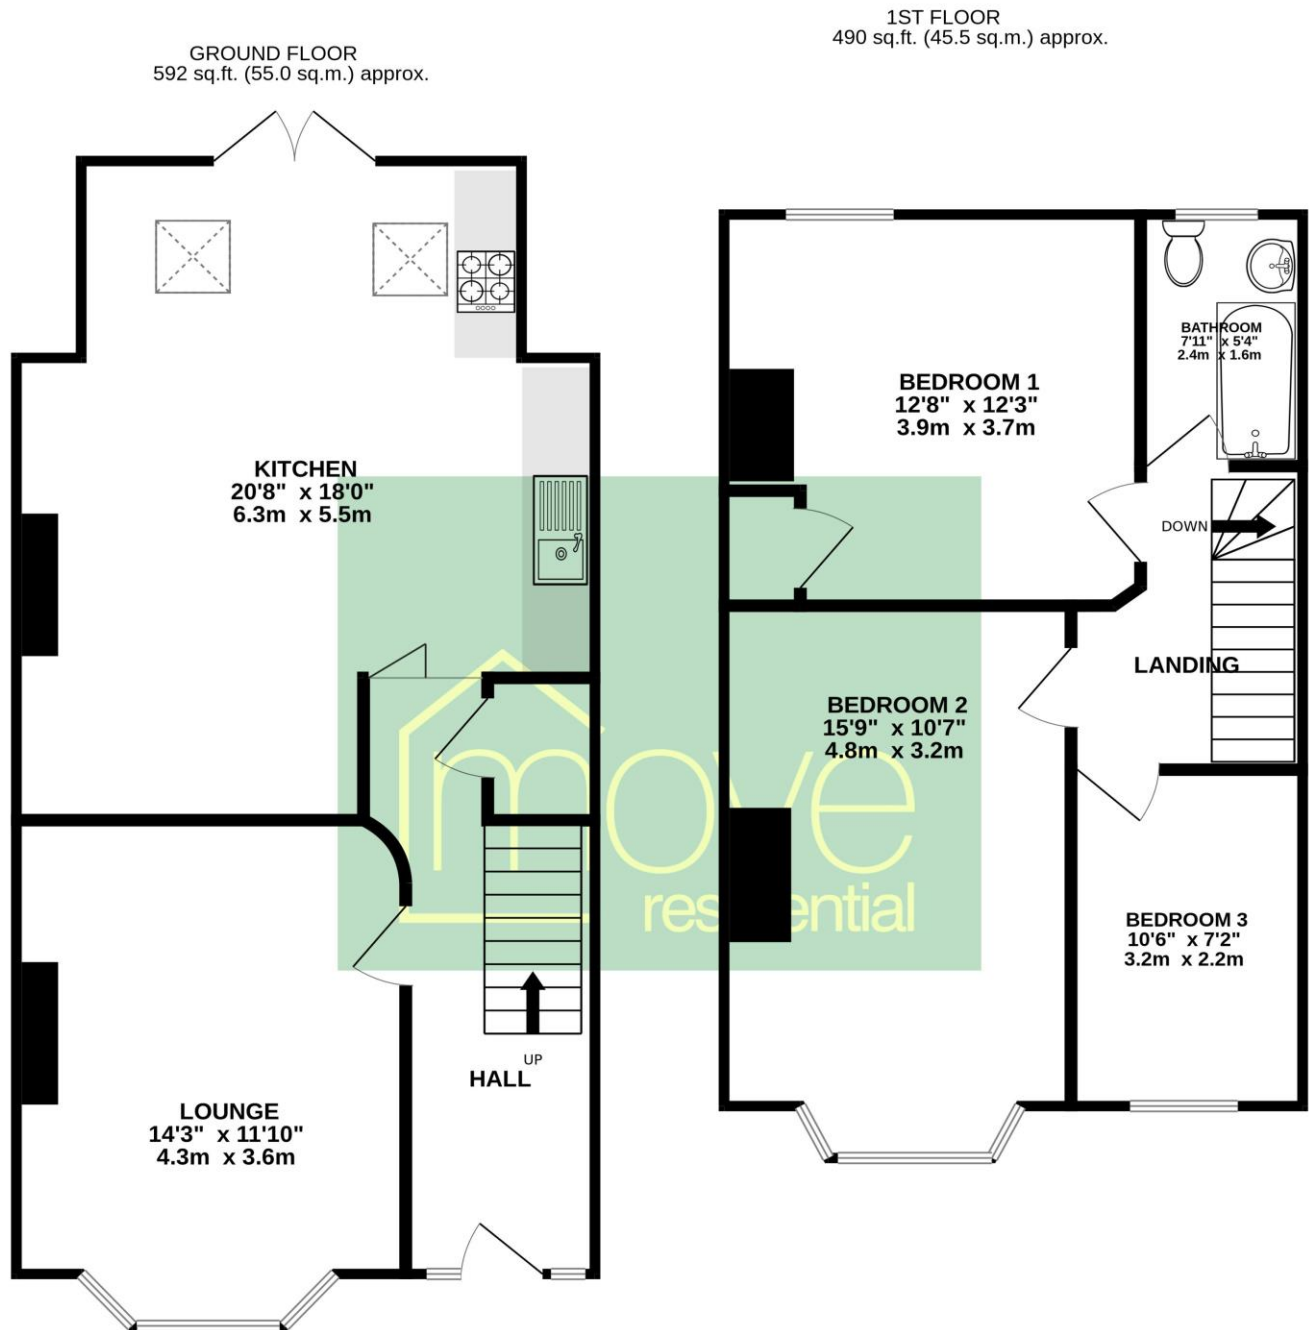 GROUND FLOOR
592 sq.ft. (55.0 sq.m.) approx.
1ST FLOOR
490 sq.ft. (45.5 sq.m.) approx.
KITCHEN
20'8" x 18'0"
6.3m x 5.5m
LOUNGE
14'3" x 11'10"
4.3m x 3.6m
UP
HALL
BEDROOM 1
12'8" x 12'3"
3.9m x 3.7m
BATHROOM
7'11" x 5'4"
2.4m x 1.6m
DOWN
LANDING
BEDROOM 2
15'9" x 10'7"
4.8m x 3.2m
BEDROOM 3
10'6" x 7'2"
3.2m x 2.2m
move
residential